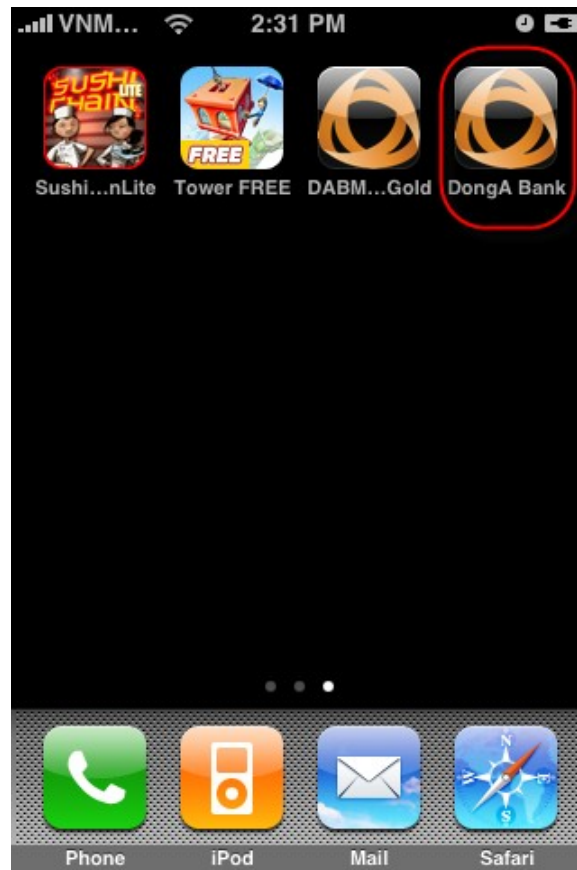 VNM... 2:31 PM
SUSHI
CHAIN
LITE
FREE
Sushi...nLite Tower FREE DABM...Gold DongA Bank
N
W E
S
Phone iPod Mail Safari